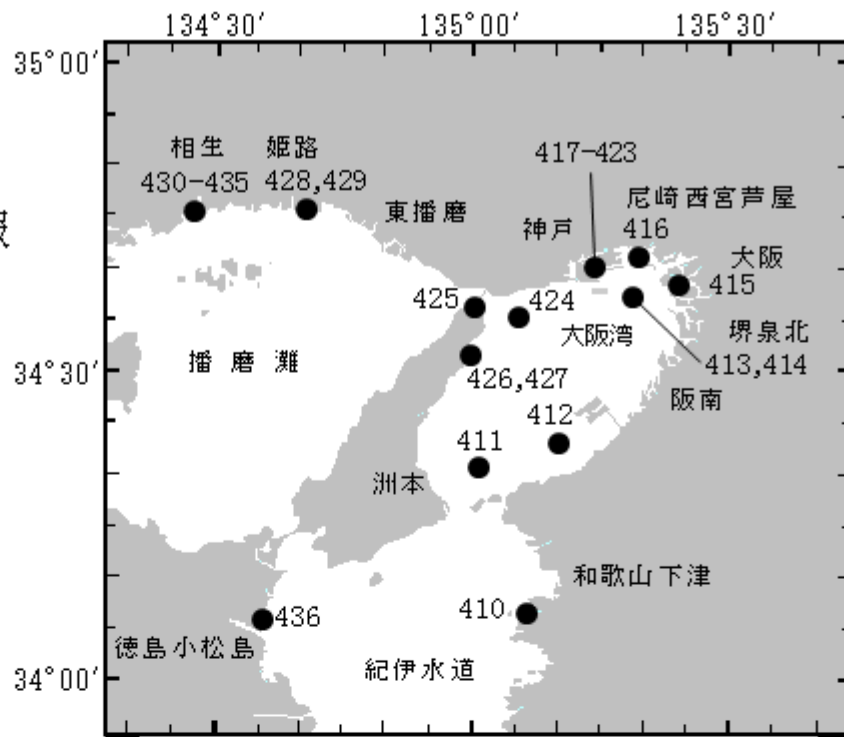 134°30′ 135°00′ 135°30′
35°00′
相生 姫路
430-435 428,429
417-423
東播磨
尼崎西宮芦屋
神戸 416
報
大阪
415
425 424
大阪湾 堺泉北
播磨灘
413,414
34°30′
426,427
阪南
412
411
洲本
和歌山下津
436 410
徳島小松島
紀伊水道
34°00′